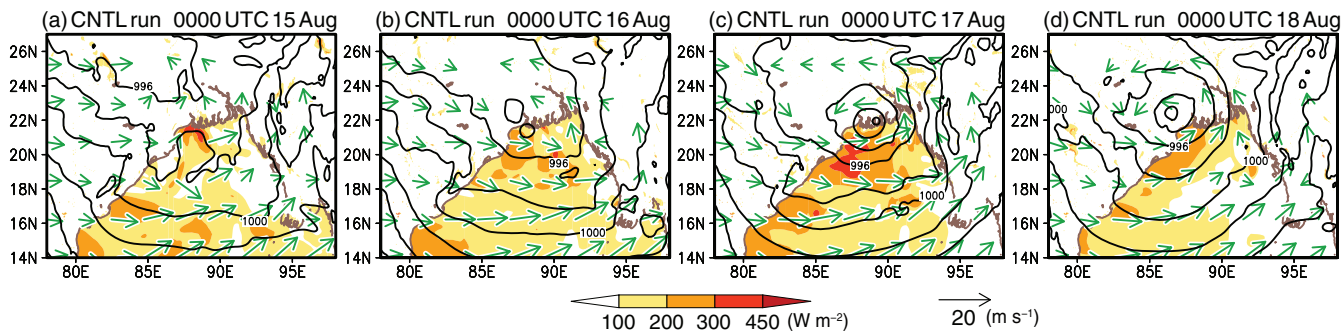 (a) CNTL run 0000 UTC 15 Aug
(b) CNTL run 0000 UTC 16 Aug
(c) CNTL run 0000 UTC 17 Aug
(d) CNTL run 0000 UTC 18 Aug
26N
24N
22N
20N
18N
16N
14N
80E 85E 90E 95E
996
1000
26N
24N
22N
20N
18N
16N
14N
80E 85E 90E 95E
996
1000
26N
24N
22N
20N
18N
16N
14N
80E 85E 90E 95E
996
1000
26N
24N
22N
20N
18N
16N
14N
80E 85E 90E 95E
996
1000
100 200 300 450 (W m⁻²)
20 (m s⁻¹)